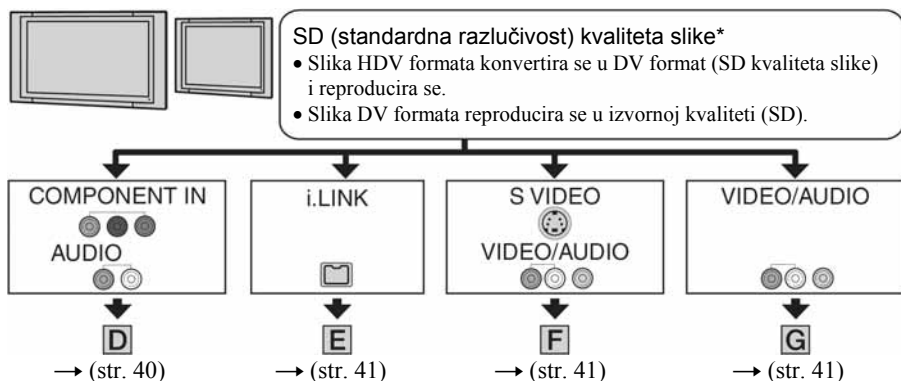 SD (standardna razlučivost) kvaliteta slike*
• Slika HDV formata konvertira se u DV format (SD kvaliteta slike)
i reproducira se.
• Slika DV formata reproducira se u izvornoj kvaliteti (SD).
COMPONENT IN
AUDIO
D
→ (str. 40)
i.LINK
E
→ (str. 41)
S VIDEO
VIDEO/AUDIO
F
→ (str. 41)
VIDEO/AUDIO
G
→ (str. 41)